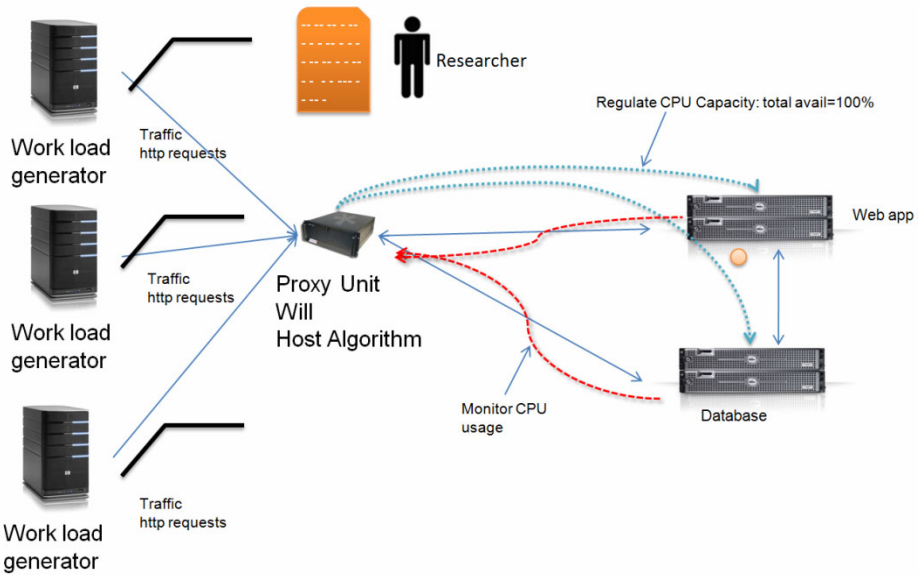 Researcher
Regulate CPU Capacity: total avail=100%
Work load
generator
Traffic
http requests
Web app
Work load
generator
Traffic
http requests
Proxy Unit
Will
Host Algorithm
Monitor CPU
usage
Database
Work load
generator
Traffic
http requests